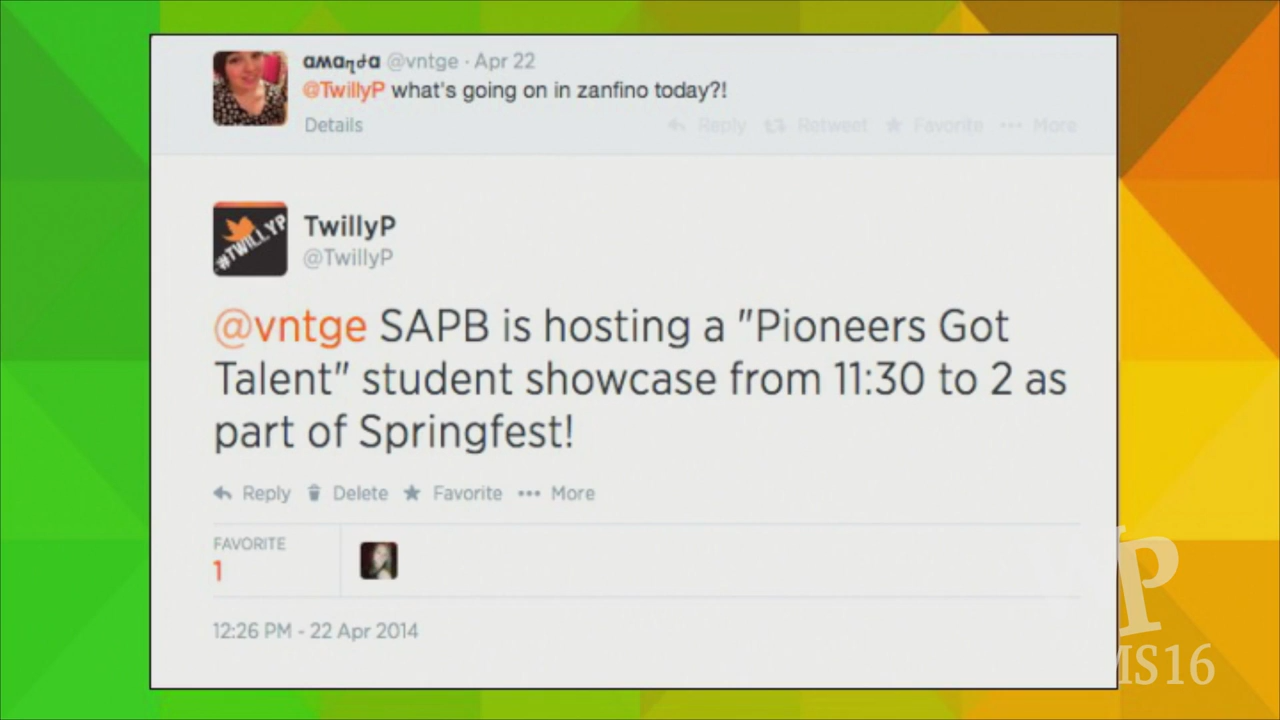 amanda @vntge · Apr 22
@TwillyP what's going on in zanfino today?!
Details Reply Retweet Favorite ••• More
#TWILLYP
TwillyP
@TwillyP
@vntge SAPB is hosting a "Pioneers Got
Talent" student showcase from 11:30 to 2 as
part of Springfest!
Reply Delete Favorite ••• More
FAVORITE
1
12:26 PM - 22 Apr 2014
P
MS16